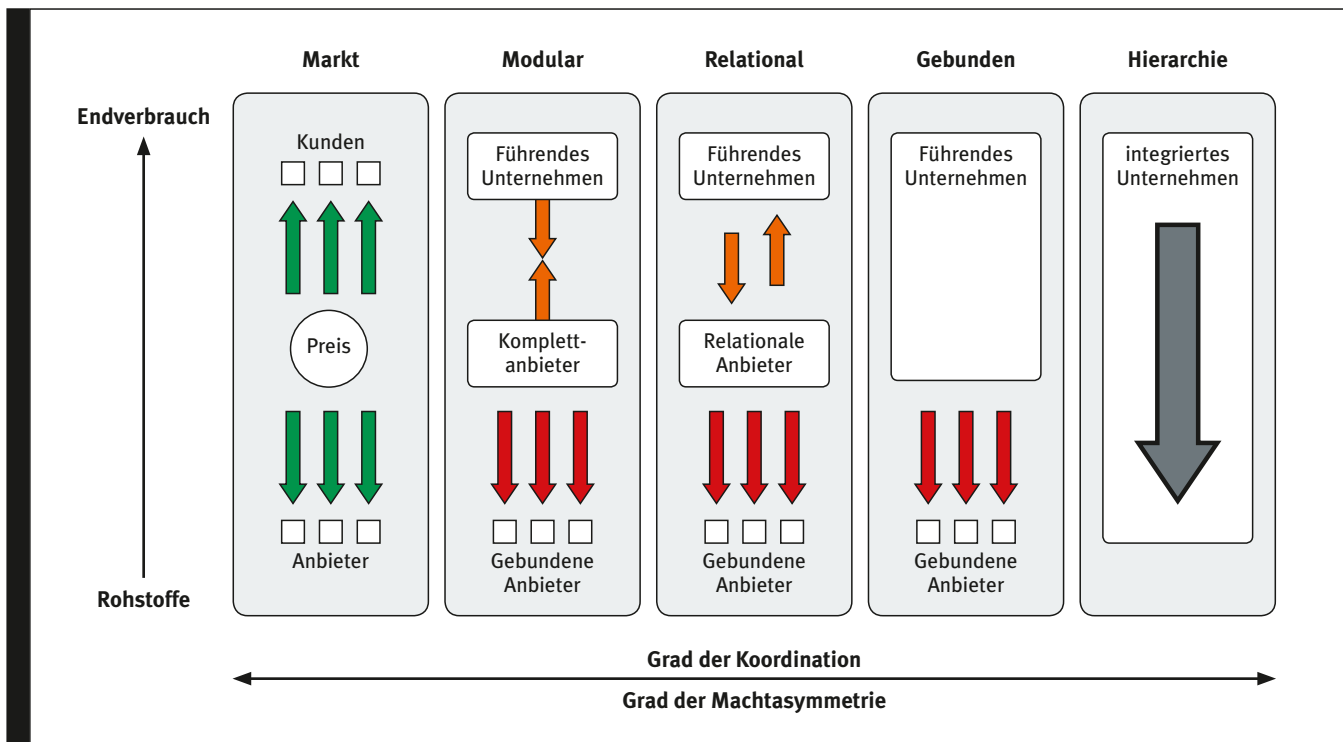 Markt
Modular
Relational
Gebunden
Hierarchie
Endverbrauch
Rohstoffe
Kunden
Preis
Anbieter
Führendes
Unternehmen
Komplett-
anbieter
Gebundene
Anbieter
Führendes
Unternehmen
Relationale
Anbieter
Gebundene
Anbieter
Führendes
Unternehmen
Gebundene
Anbieter
integriertes
Unternehmen
Grad der Koordination
Grad der Machtasymmetrie